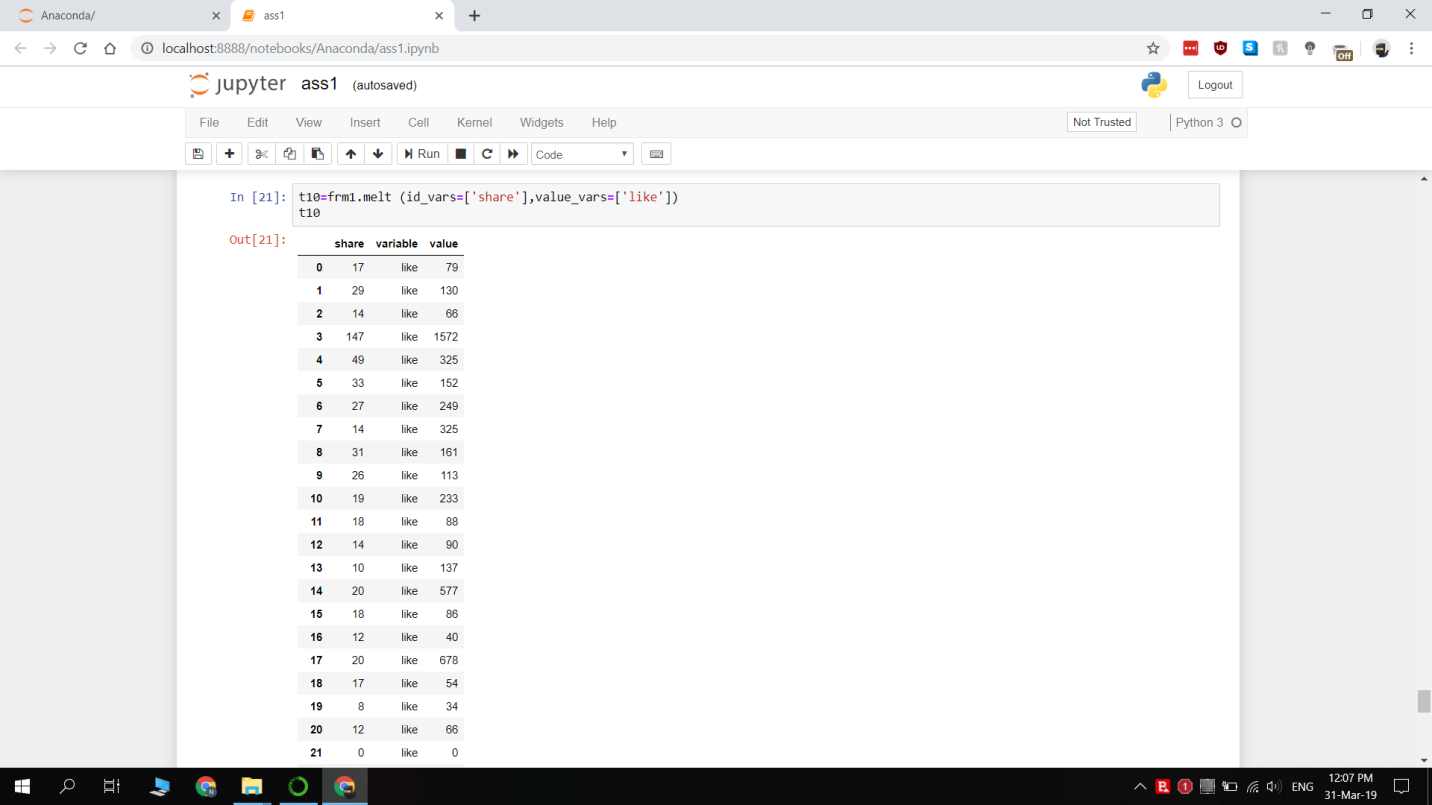 Anaconda/
ass1
localhost:8888/notebooks/Anaconda/ass1.ipynb
Off
jupyter ass1 (autosaved)
Logout
File Edit View Insert Cell Kernel Widgets Help
Not Trusted
Python 3
Run
Code
In [21]: t10=frm1.melt (id_vars=['share'],value_vars=['like'])
t10
Out[21]:
share variable value
0 17 like 79
1 29 like 130
2 14 like 66
3 147 like 1572
4 49 like 325
5 33 like 152
6 27 like 249
7 14 like 325
8 31 like 161
9 26 like 113
10 19 like 233
11 18 like 88
12 14 like 90
13 10 like 137
14 20 like 577
15 18 like 86
16 12 like 40
17 20 like 678
18 17 like 54
19 8 like 34
20 12 like 66
21 0 like 0
ENG
12:07 PM
31-Mar-19